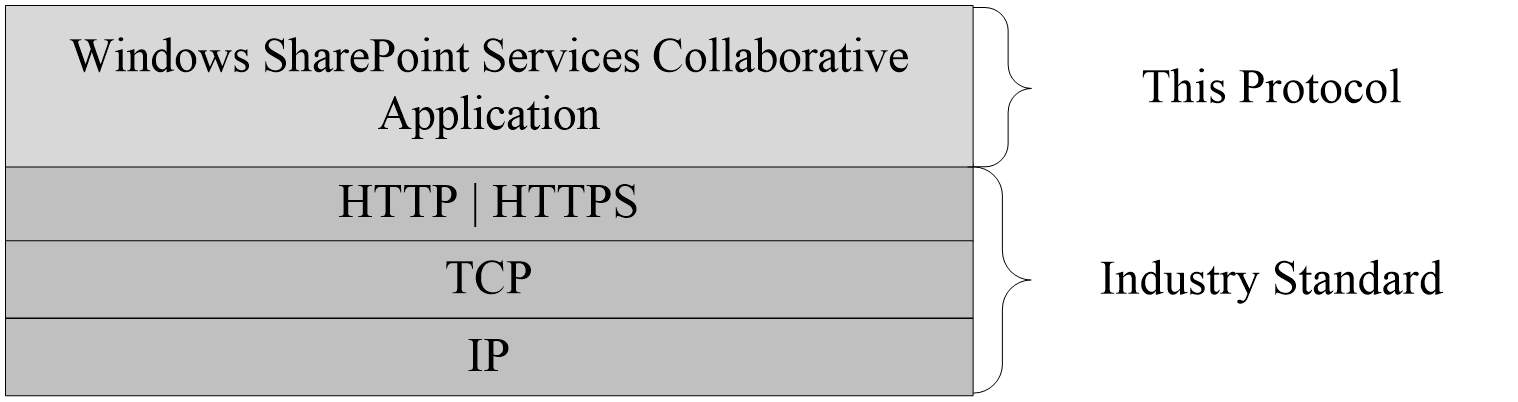 Windows SharePoint Services Collaborative
Application
This Protocol
HTTP | HTTPS
TCP
IP
Industry Standard